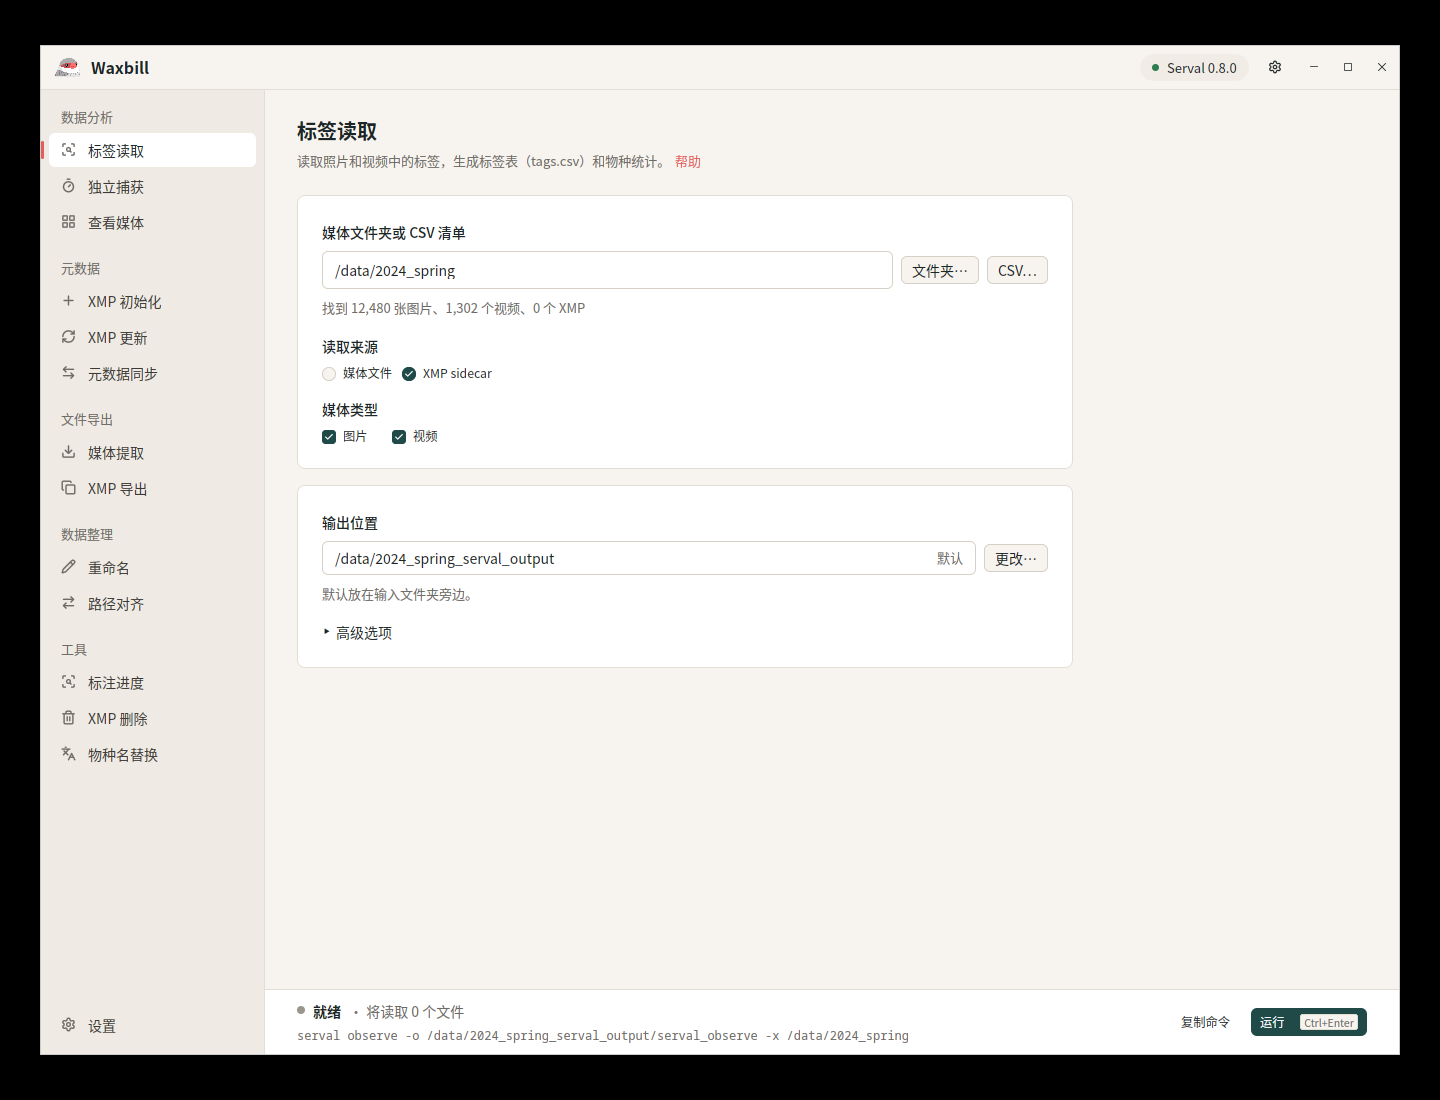 Waxbill
Serval 0.8.0
数据分析
标签读取
独立捕获
查看媒体
元数据
XMP 初始化
XMP 更新
元数据同步
文件导出
媒体提取
XMP 导出
数据整理
重命名
路径对齐
工具
标注进度
XMP 删除
物种名替换
设置
标签读取
读取照片和视频中的标签，生成标签表（tags.csv）和物种统计。 帮助
媒体文件夹或 CSV 清单
/data/2024_spring 文件夹… CSV…
找到 12,480 张图片、1,302 个视频、0 个 XMP
读取来源
媒体文件 XMP sidecar
媒体类型
图片 视频
输出位置
/data/2024_spring_serval_output 默认 更改…
默认放在输入文件夹旁边。
高级选项
就绪 · 将读取 0 个文件
serval observe -o /data/2024_spring_serval_output/serval_observe -x /data/2024_spring
复制命令 运行 Ctrl+Enter